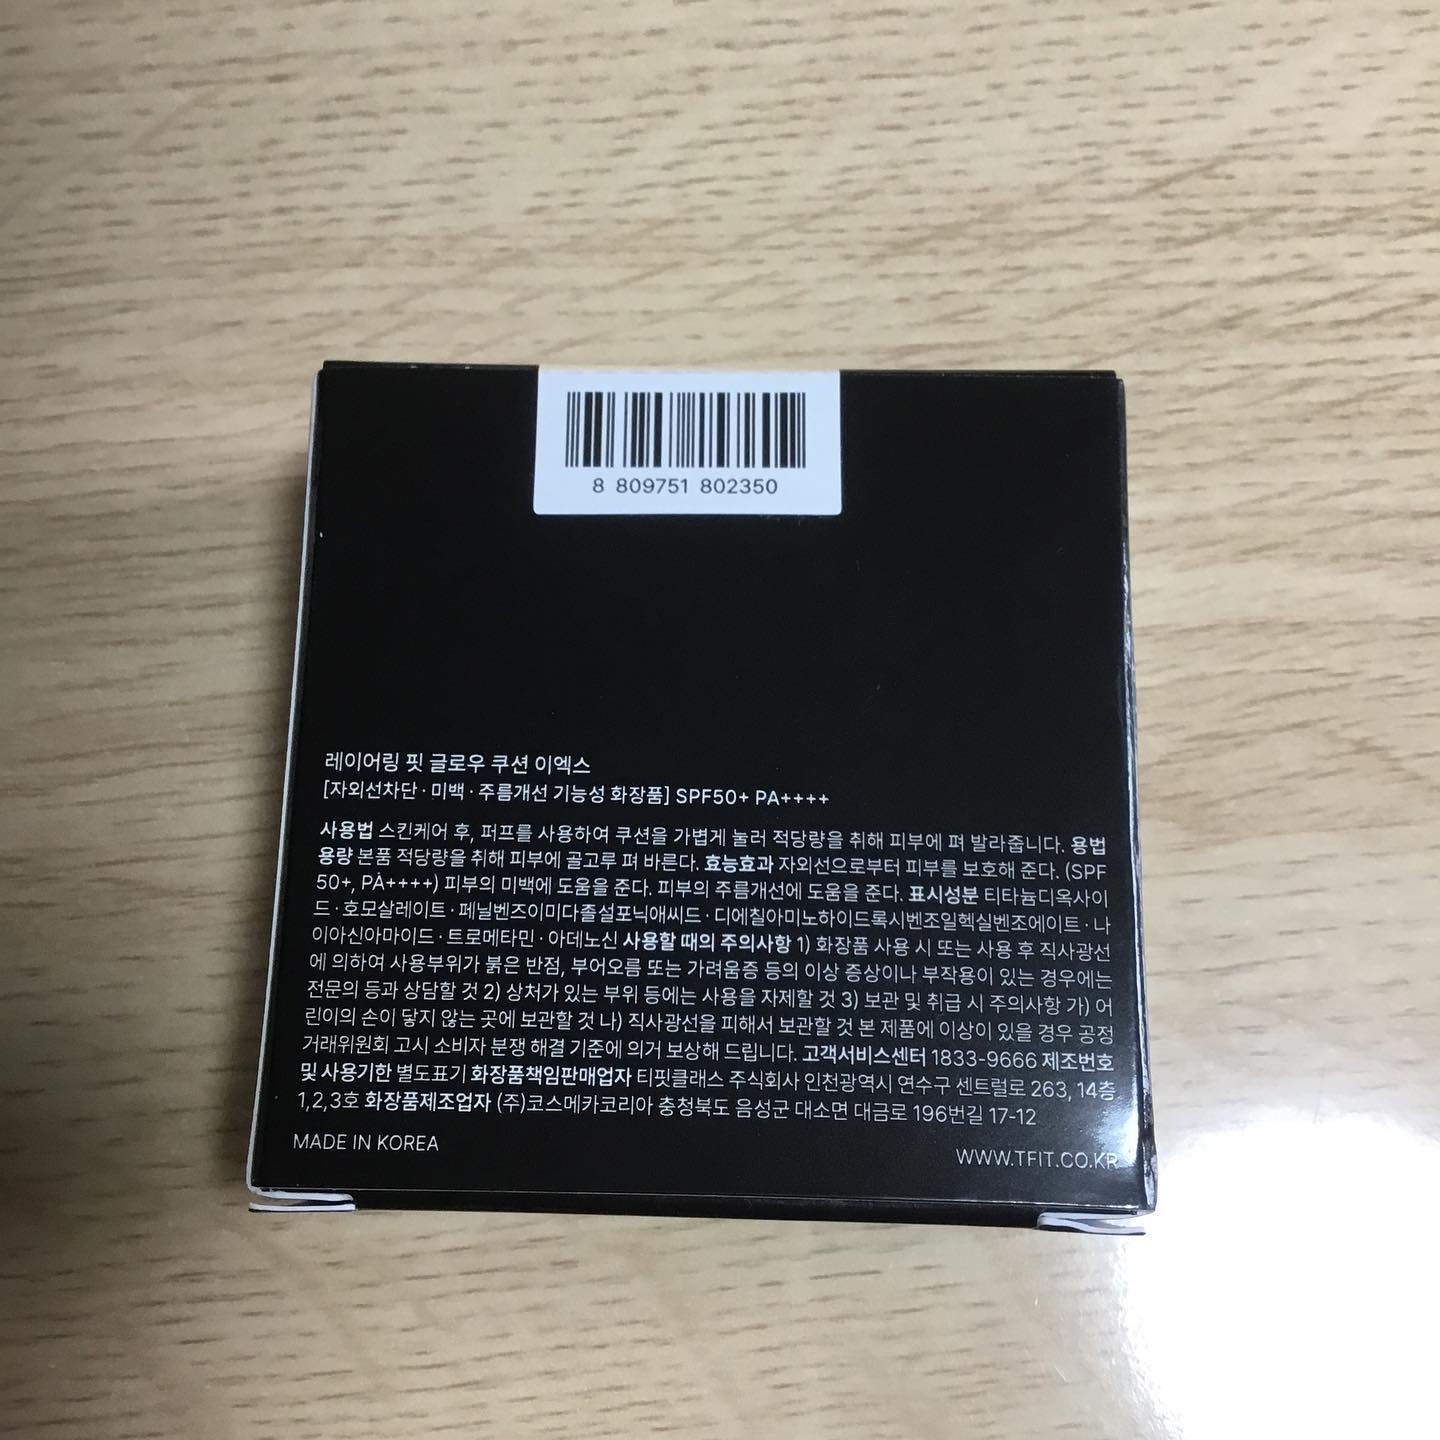 8 809751 802350
레이어링 핏 글로우 쿠션 이엑스
[자외선차단 · 미백 · 주름개선 기능성 화장품] SPF50+ PA++++
사용법 스킨케어 후, 퍼프를 사용하여 쿠션을 가볍게 눌러 적당량을 취해 피부에 펴 발라줍니다. 용법
용량 본품 적당량을 취해 피부에 골고루 펴 바른다. 효능효과 자외선으로부터 피부를 보호해 준다. (SPF
50+, PA++++) 피부의 미백에 도움을 준다. 피부의 주름개선에 도움을 준다. 표시성분 티타늄디옥사이
드 · 호모살레이트 · 페닐벤즈이미다졸설포닉애씨드 · 디에칠아미노하이드록시벤조일헥실벤조에이트 · 나
이아신아마이드 · 트로메타민 · 아데노신 사용할 때의 주의사항 1) 화장품 사용 시 또는 사용 후 직사광선
에 의하여 사용부위가 붉은 반점, 부어오름 또는 가려움증 등의 이상 증상이나 부작용이 있는 경우에는
전문의 등과 상담할 것 2) 상처가 있는 부위 등에는 사용을 자제할 것 3) 보관 및 취급 시 주의사항 가) 어
린이의 손이 닿지 않는 곳에 보관할 것 나) 직사광선을 피해서 보관할 것 본 제품에 이상이 있을 경우 공정
거래위원회 고시 소비자 분쟁 해결 기준에 의거 보상해 드립니다. 고객서비스센터 1833-9666 제조번호
및 사용기한 별도표기 화장품책임판매업자 티핏클래스 주식회사 인천광역시 연수구 센트럴로 263, 14층
1,2,3호 화장품제조업자 (주)코스메카코리아 충청북도 음성군 대소면 대금로 196번길 17-12
MADE IN KOREA
WWW.TFIT.CO.KR